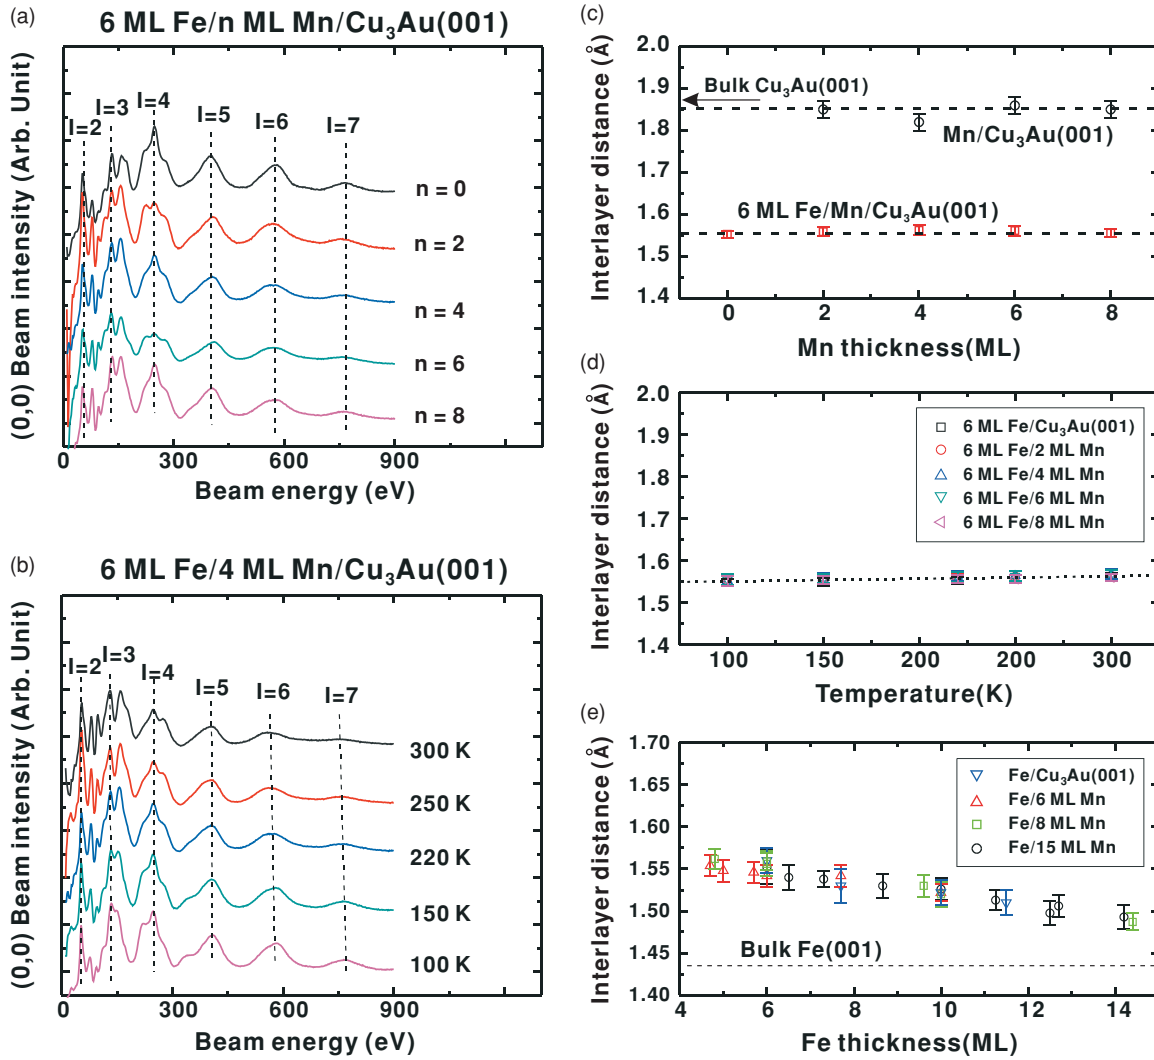 (a)
6 ML Fe/n ML Mn/Cu₃Au(001)
(0,0) Beam intensity (Arb. Unit)
I=2
I=3
I=4
I=5
I=6
I=7
n = 0
n = 2
n = 4
n = 6
n = 8
0 300 600 900
Beam energy (eV)
(b)
6 ML Fe/4 ML Mn/Cu₃Au(001)
(0,0) Beam intensity (Arb. Unit)
I=2
I=3
I=4
I=5
I=6
I=7
300 K
250 K
220 K
150 K
100 K
0 300 600 900
Beam energy (eV)
(c)
Interlayer distance (Å)
2.0
1.9
1.8
1.7
1.6
1.5
1.4
Bulk Cu₃Au(001)
Mn/Cu₃Au(001)
6 ML Fe/Mn/Cu₃Au(001)
0 2 4 6 8
Mn thickness(ML)
(d)
Interlayer distance (Å)
2.0
1.9
1.8
1.7
1.6
1.5
1.4
6 ML Fe/Cu₃Au(001)
6 ML Fe/2 ML Mn
6 ML Fe/4 ML Mn
6 ML Fe/6 ML Mn
6 ML Fe/8 ML Mn
100 150 200 200 300
Temperature(K)
(e)
Interlayer distance (Å)
1.70
1.65
1.60
1.55
1.50
1.45
1.40
Fe/Cu₃Au(001)
Fe/6 ML Mn
Fe/8 ML Mn
Fe/15 ML Mn
Bulk Fe(001)
4 6 8 10 12 14
Fe thickness(ML)